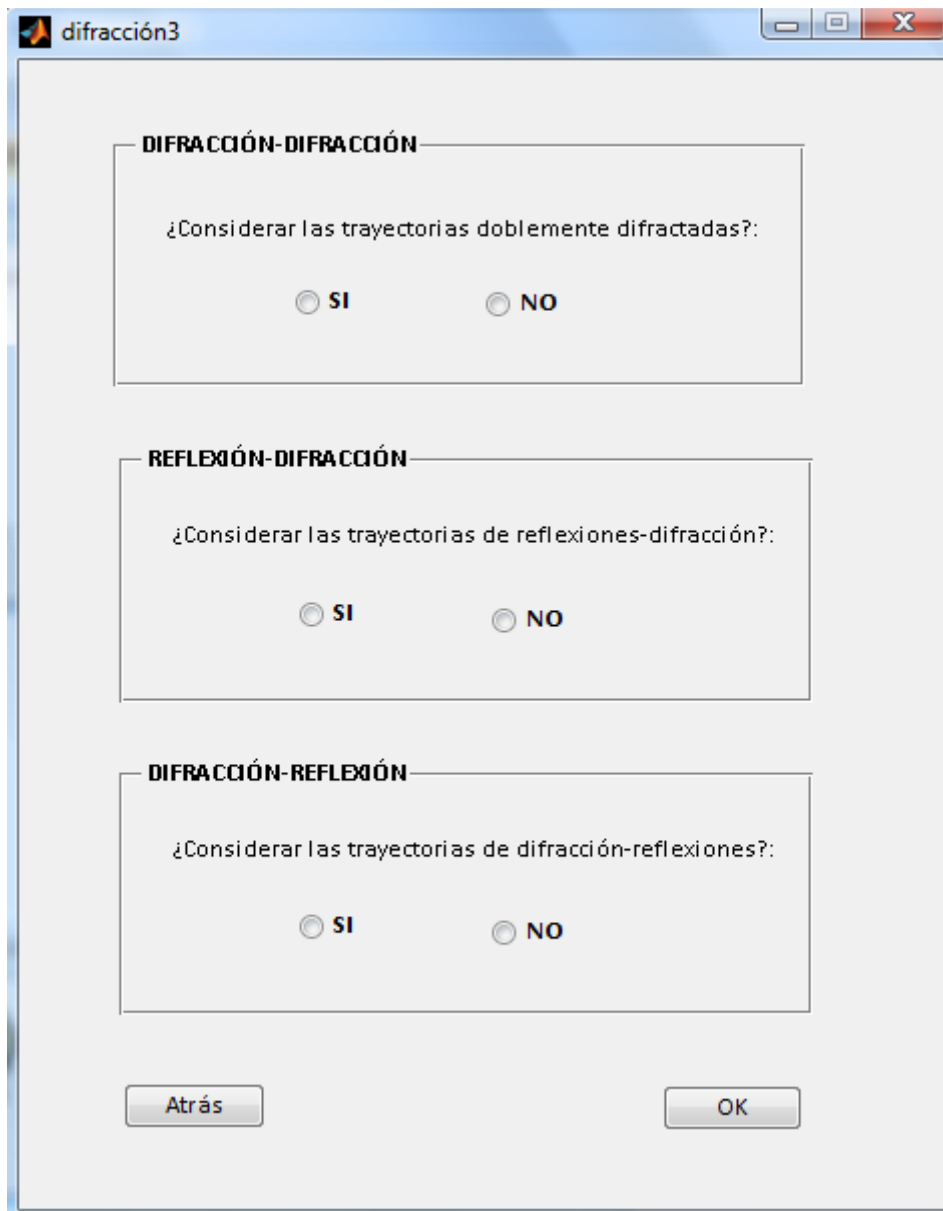 difracción3
DIFRACCIÓN-DIFRACCIÓN
¿Considerar las trayectorias doblemente difractadas?:
SI NO
REFLEXIÓN-DIFRACCIÓN
¿Considerar las trayectorias de reflexiones-difracción?:
SI NO
DIFRACCIÓN-REFLEXIÓN
¿Considerar las trayectorias de difracción-reflexiones?:
SI NO
Atrás OK